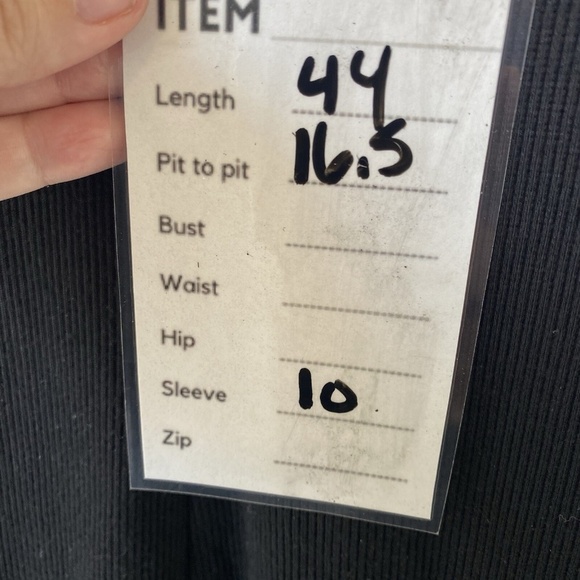 ITEM
Length 44
Pit to pit 16.5
Bust
Waist
Hip
Sleeve 10
Zip